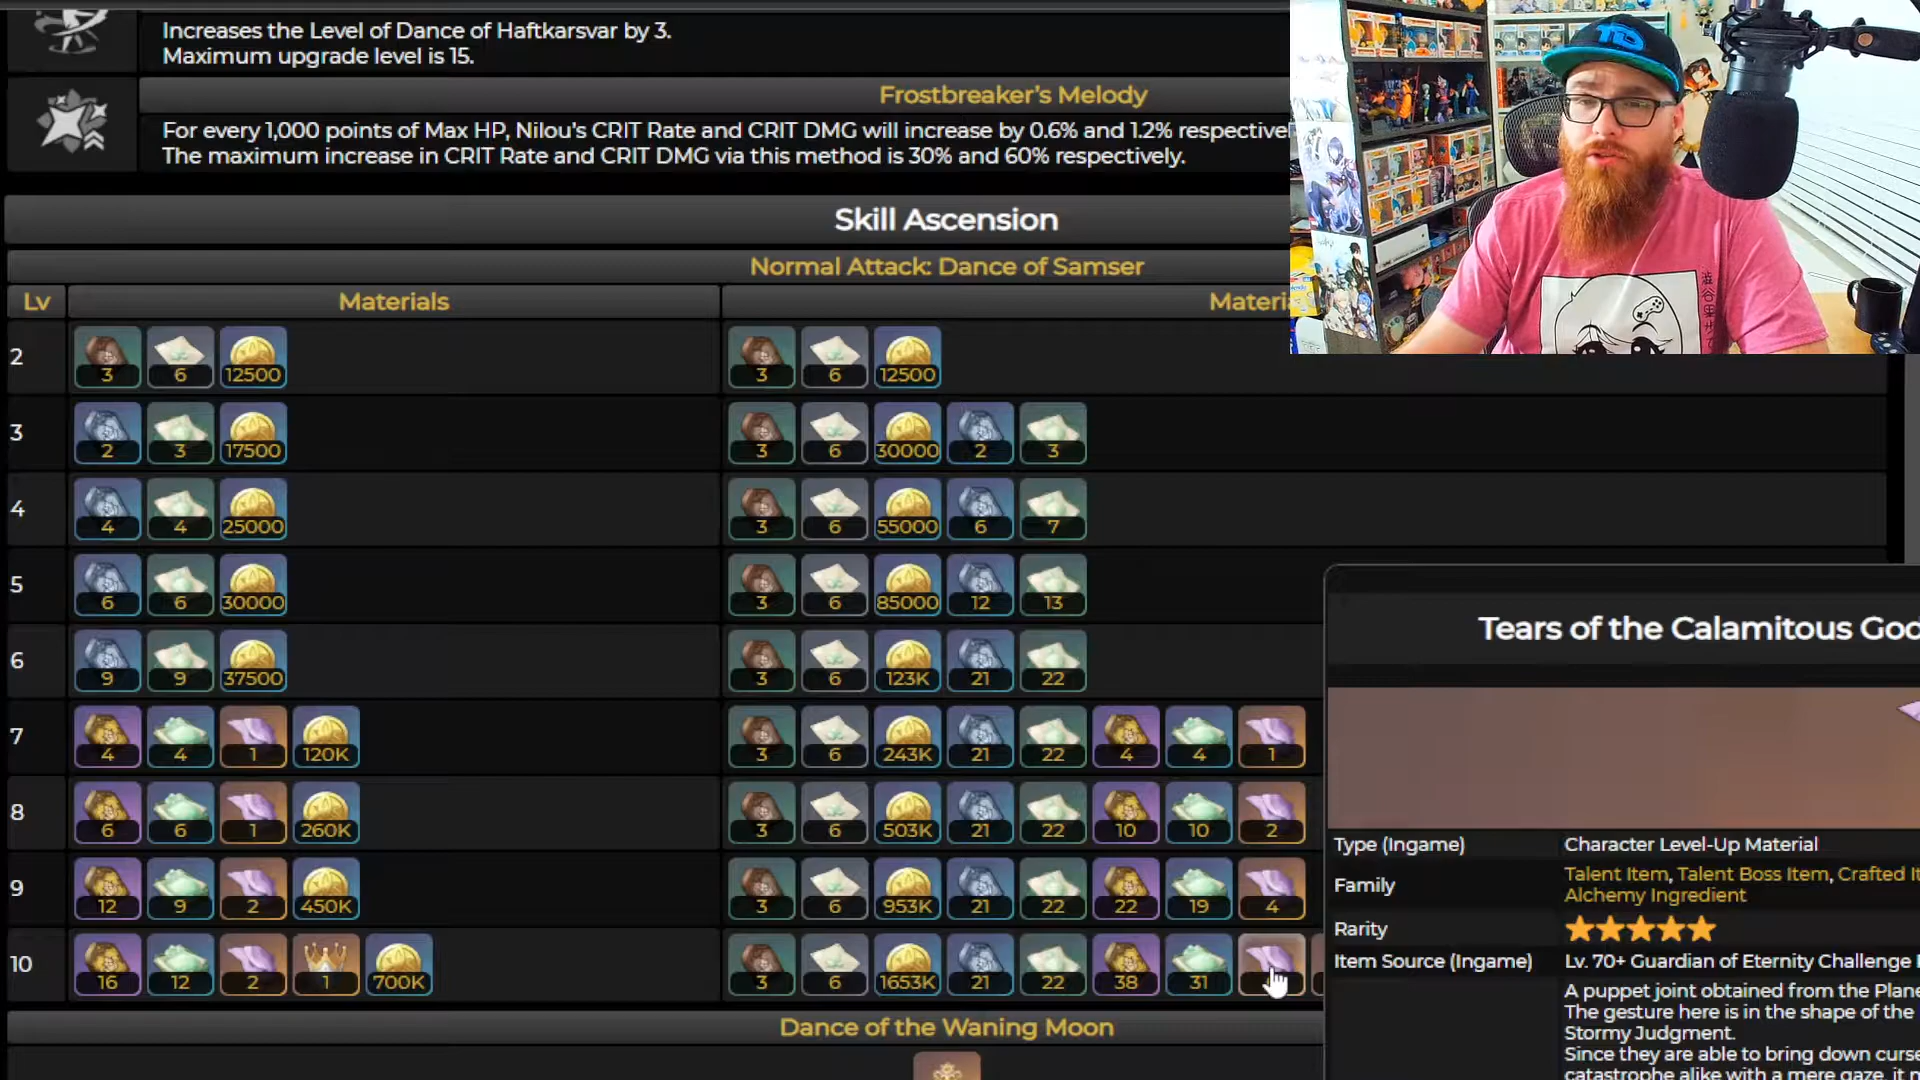 Increases the Level of Dance of Haftkarsvar by 3.
Maximum upgrade level is 15.
Frostbreaker's Melody
For every 1,000 points of Max HP, Nilou's CRIT Rate and CRIT DMG will increase by 0.6% and 1.2%
The maximum increase in CRIT Rate and CRIT DMG via this method is 30% and 60% respectively.
Skill Ascension
Normal Attack: Dance of Samser
Lv Materials
2 3 6 12500 3 6 12500
3 2 3 17500 3 6 30000 2 3
4 4 4 25000 3 6 55000 6 7
5 6 6 30000 3 6 85000 12 13
6 9 9 37500 3 6 123K 21 22
7 4 4 1 120K 3 6 243K 21 22 4 4 1
8 6 6 1 260K 3 6 503K 21 22 10 10 2
9 12 9 2 450K 3 6 953K 21 22 22 19 4
10 16 12 2 1 700K 3 6 1653K 21 22 38 31
Dance of the Waning Moon
Tears of the Calamitous
Type (Ingame) Character Level-Up Material
Family Talent Item, Talent Boss Item, Crafted
Alchemy Ingredient
Rarity
Item Source (Ingame) Lv. 70+ Guardian of Eternity Challenge
A puppet joint obtained from the
The gesture here is in the shape of the
Stormy Judgment.
Since they are able to bring down
catastrophe alike with a mere gaze, it
TD